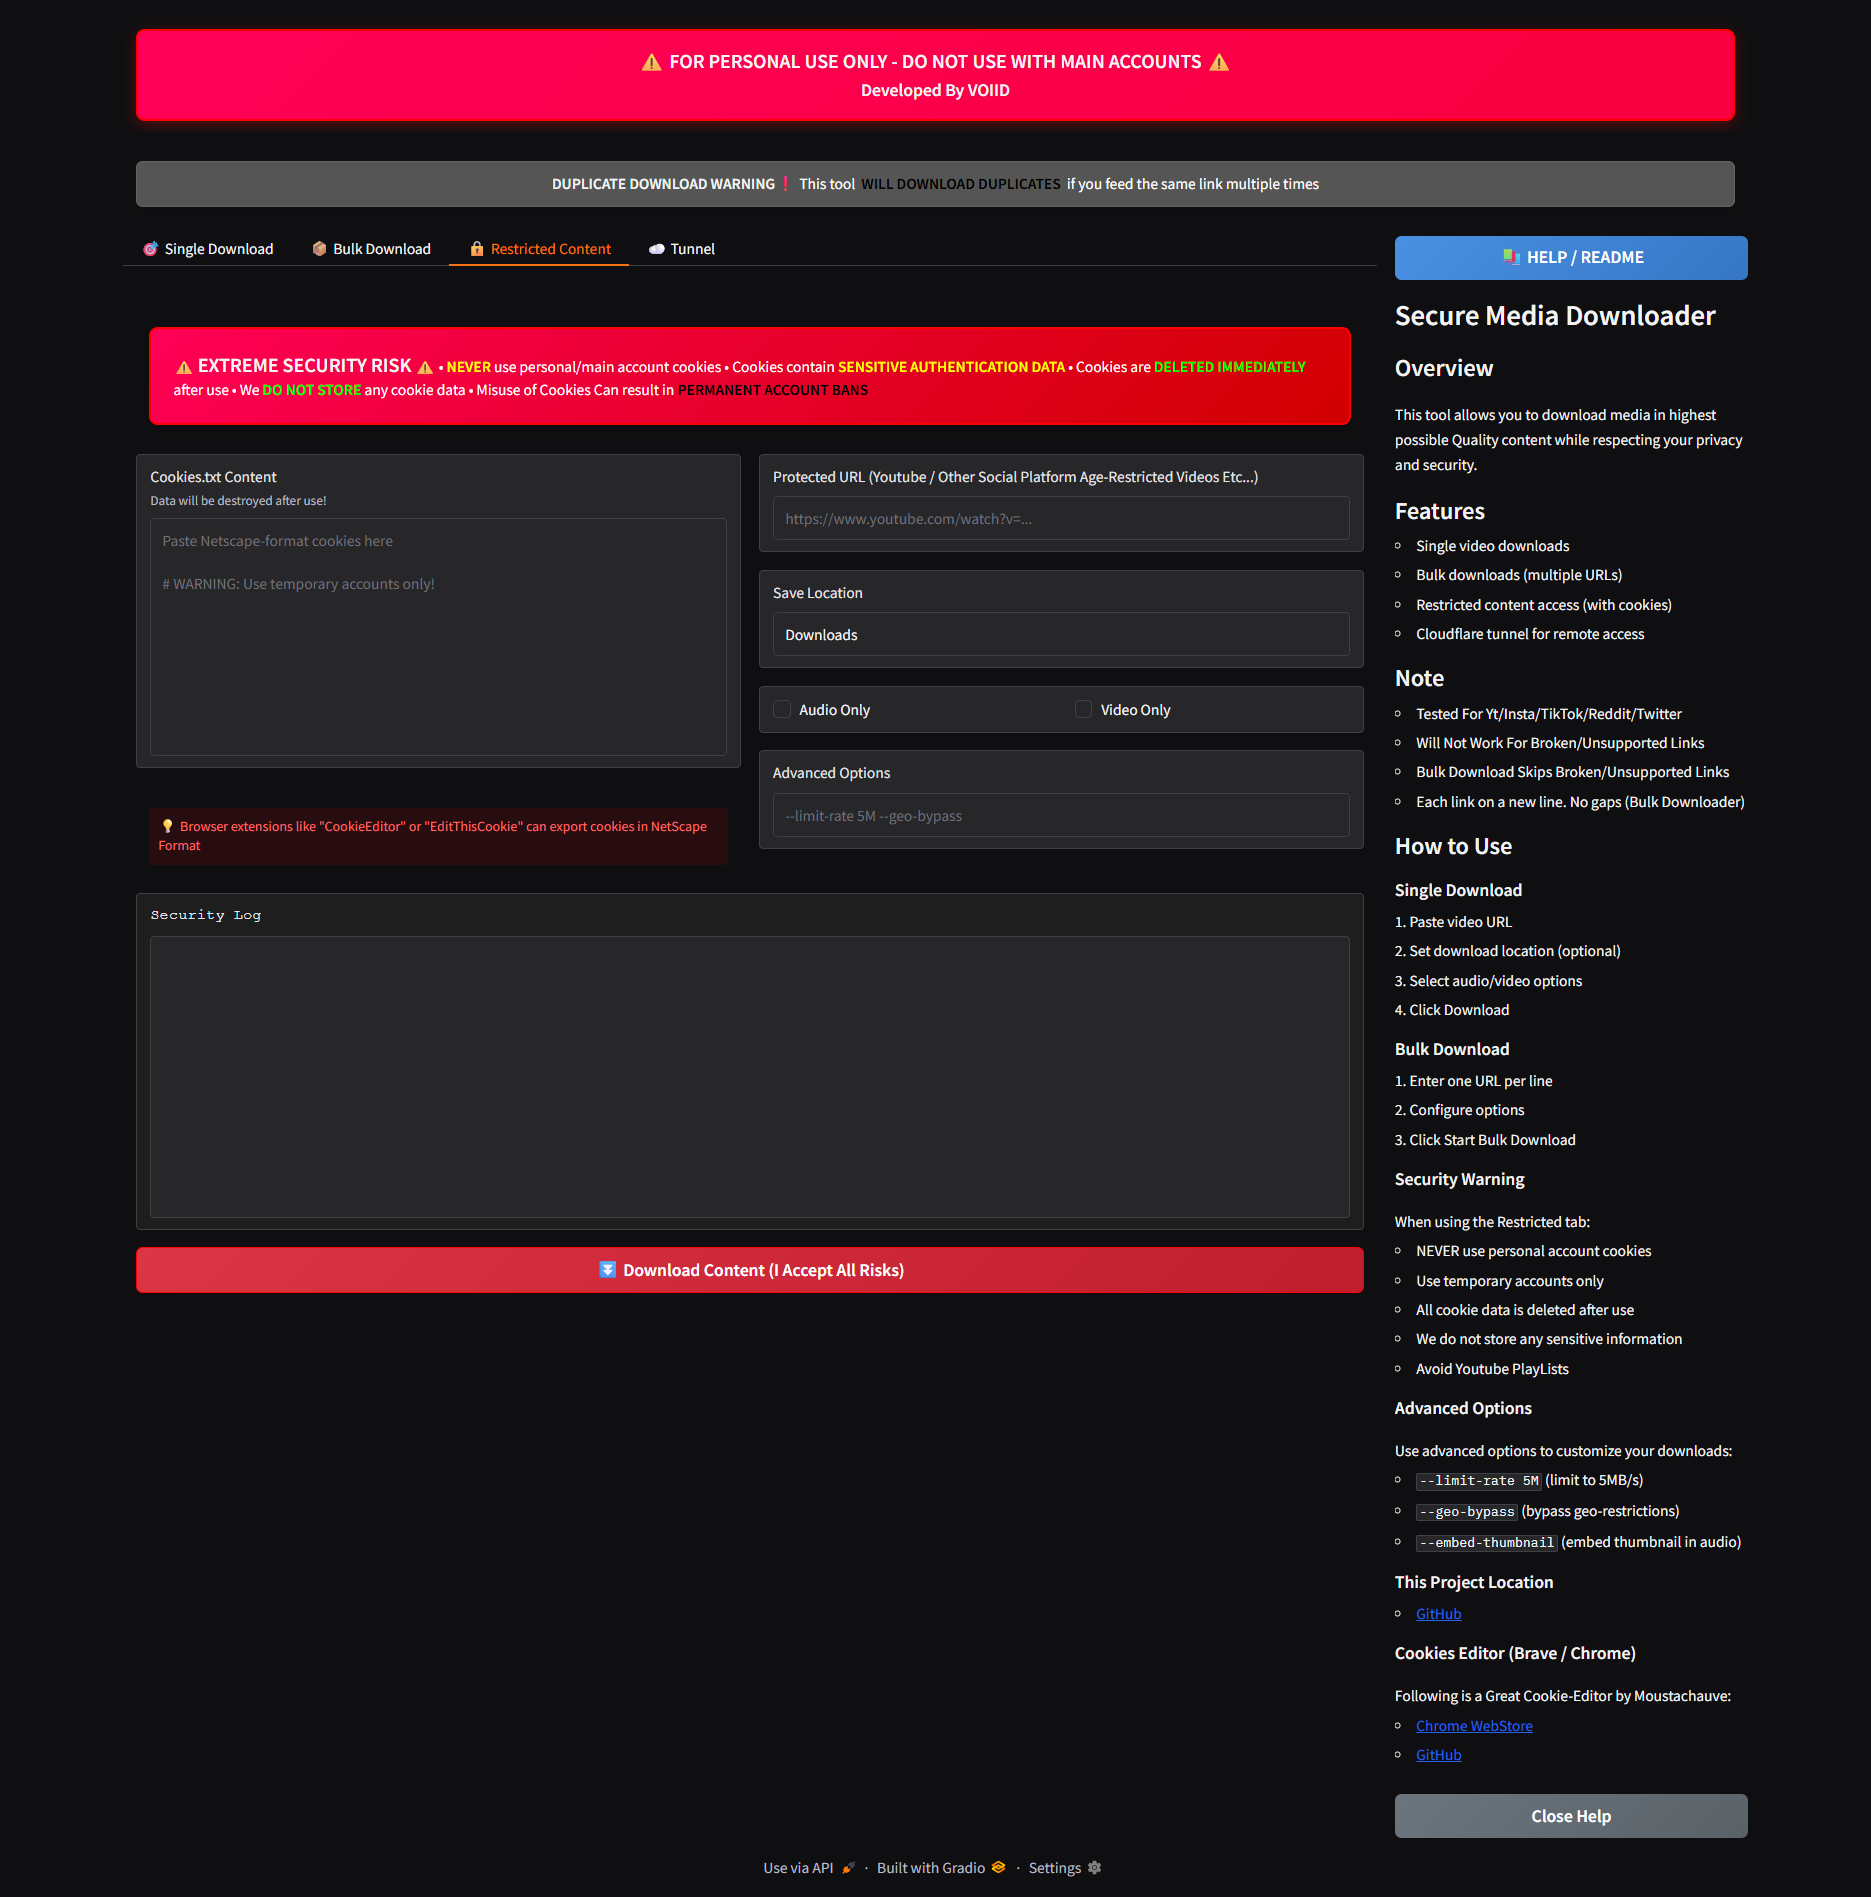 ⚠️ FOR PERSONAL USE ONLY - DO NOT USE WITH MAIN ACCOUNTS ⚠️
Developed By VOIID
DUPLICATE DOWNLOAD WARNING❗ This tool WILL DOWNLOAD DUPLICATES if you feed the same link multiple times
🎯 Single Download
📦 Bulk Download
🔒 Restricted Content
☁️ Tunnel
⚠️ EXTREME SECURITY RISK ⚠️ • NEVER use personal/main account cookies • Cookies contain SENSITIVE AUTHENTICATION DATA • Cookies are DELETED IMMEDIATELY
after use • We DO NOT STORE any cookie data • Misuse of Cookies Can result in PERMANENT ACCOUNT BANS
Cookies.txt Content
Data will be destroyed after use!
Paste Netscape-format cookies here
# WARNING: Use temporary accounts only!
💡 Browser extensions like "CookieEditor" or "EditThisCookie" can export cookies in NetScape
Format
Protected URL (Youtube / Other Social Platform Age-Restricted Videos Etc...)
https://www.youtube.com/watch?v=...
Save Location
Downloads
Audio Only
Video Only
Advanced Options
--limit-rate 5M --geo-bypass
Security Log
⏬ Download Content (I Accept All Risks)
📚 HELP / README
Secure Media Downloader
Overview
This tool allows you to download media in highest
possible Quality content while respecting your privacy
and security.
Features
Single video downloads
Bulk downloads (multiple URLs)
Restricted content access (with cookies)
Cloudflare tunnel for remote access
Note
Tested For Yt/Insta/TikTok/Reddit/Twitter
Will Not Work For Broken/Unsupported Links
Bulk Download Skips Broken/Unsupported Links
Each link on a new line. No gaps (Bulk Downloader)
How to Use
Single Download
1. Paste video URL
2. Set download location (optional)
3. Select audio/video options
4. Click Download
Bulk Download
1. Enter one URL per line
2. Configure options
3. Click Start Bulk Download
Security Warning
When using the Restricted tab:
NEVER use personal account cookies
Use temporary accounts only
All cookie data is deleted after use
We do not store any sensitive information
Avoid Youtube PlayLists
Advanced Options
Use advanced options to customize your downloads:
--limit-rate 5M (limit to 5MB/s)
--geo-bypass (bypass geo-restrictions)
--embed-thumbnail (embed thumbnail in audio)
This Project Location
GitHub
Cookies Editor (Brave / Chrome)
Following is a Great Cookie-Editor by Moustachauve:
Chrome WebStore
GitHub
Close Help
Use via API 🚀 · Built with Gradio · Settings ⚙️